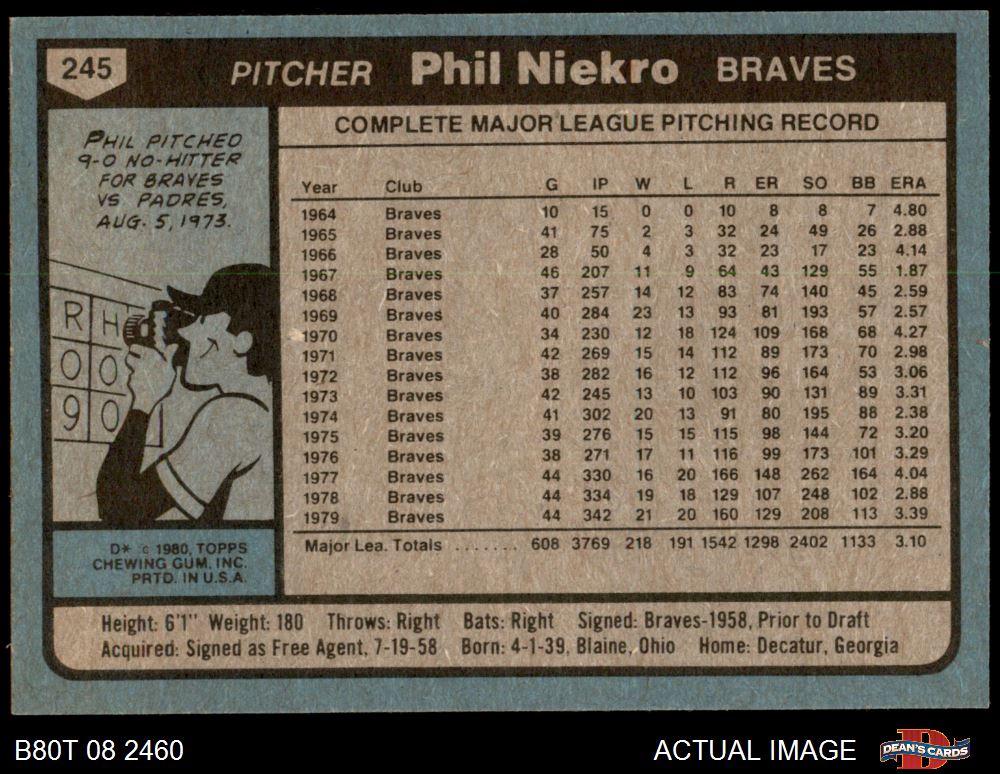 245 PITCHER Phil Niekro BRAVES
PHIL PITCHED
9-0 NO-HITTER
FOR BRAVES
VS PADRES,
AUG. 5, 1973.
R H
0 0
9 0
D* © 1980, TOPPS
CHEWING GUM, INC.
PRTD. IN U.S.A.
COMPLETE MAJOR LEAGUE PITCHING RECORD
Year Club G IP W L R ER SO BB ERA
1964 Braves 10 15 0 0 10 8 8 7 4.80
1965 Braves 41 75 2 3 32 24 49 26 2.88
1966 Braves 28 50 4 3 32 23 17 23 4.14
1967 Braves 46 207 11 9 64 43 129 55 1.87
1968 Braves 37 257 14 12 83 74 140 45 2.59
1969 Braves 40 284 23 13 93 81 193 57 2.57
1970 Braves 34 230 12 18 124 109 168 68 4.27
1971 Braves 42 269 15 14 112 89 173 70 2.98
1972 Braves 38 282 16 12 112 96 164 53 3.06
1973 Braves 42 245 13 10 103 90 131 89 3.31
1974 Braves 41 302 20 13 91 80 195 88 2.38
1975 Braves 39 276 15 15 115 98 144 72 3.20
1976 Braves 38 271 17 11 116 99 173 101 3.29
1977 Braves 44 330 16 20 166 148 262 164 4.04
1978 Braves 44 334 19 18 129 107 248 102 2.88
1979 Braves 44 342 21 20 160 129 208 113 3.39
Major Lea. Totals ....... 608 3769 218 191 1542 1298 2402 1133 3.10
Height: 6'1" Weight: 180 Throws: Right Bats: Right Signed: Braves-1958, Prior to Draft
Acquired: Signed as Free Agent, 7-19-58 Born: 4-1-39, Blaine, Ohio Home: Decatur, Georgia
B80T 08 2460 ACTUAL IMAGE DEAN'S CARDS